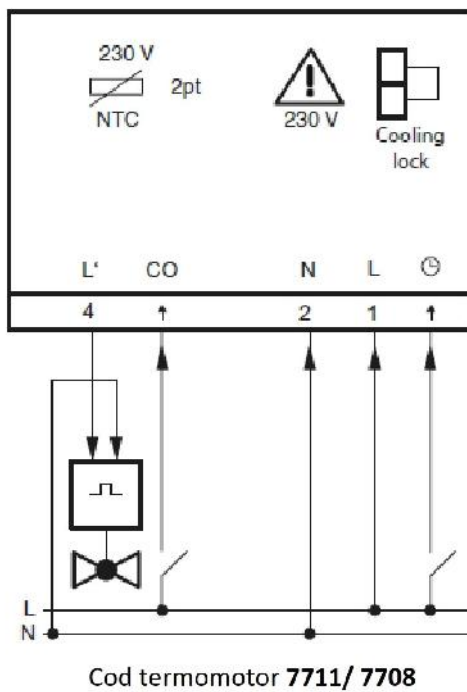 230 V
2pt
NTC
230 V
Cooling
lock
L' CO N L
4 2 1
L
N
Cod termomotor 7711/ 7708